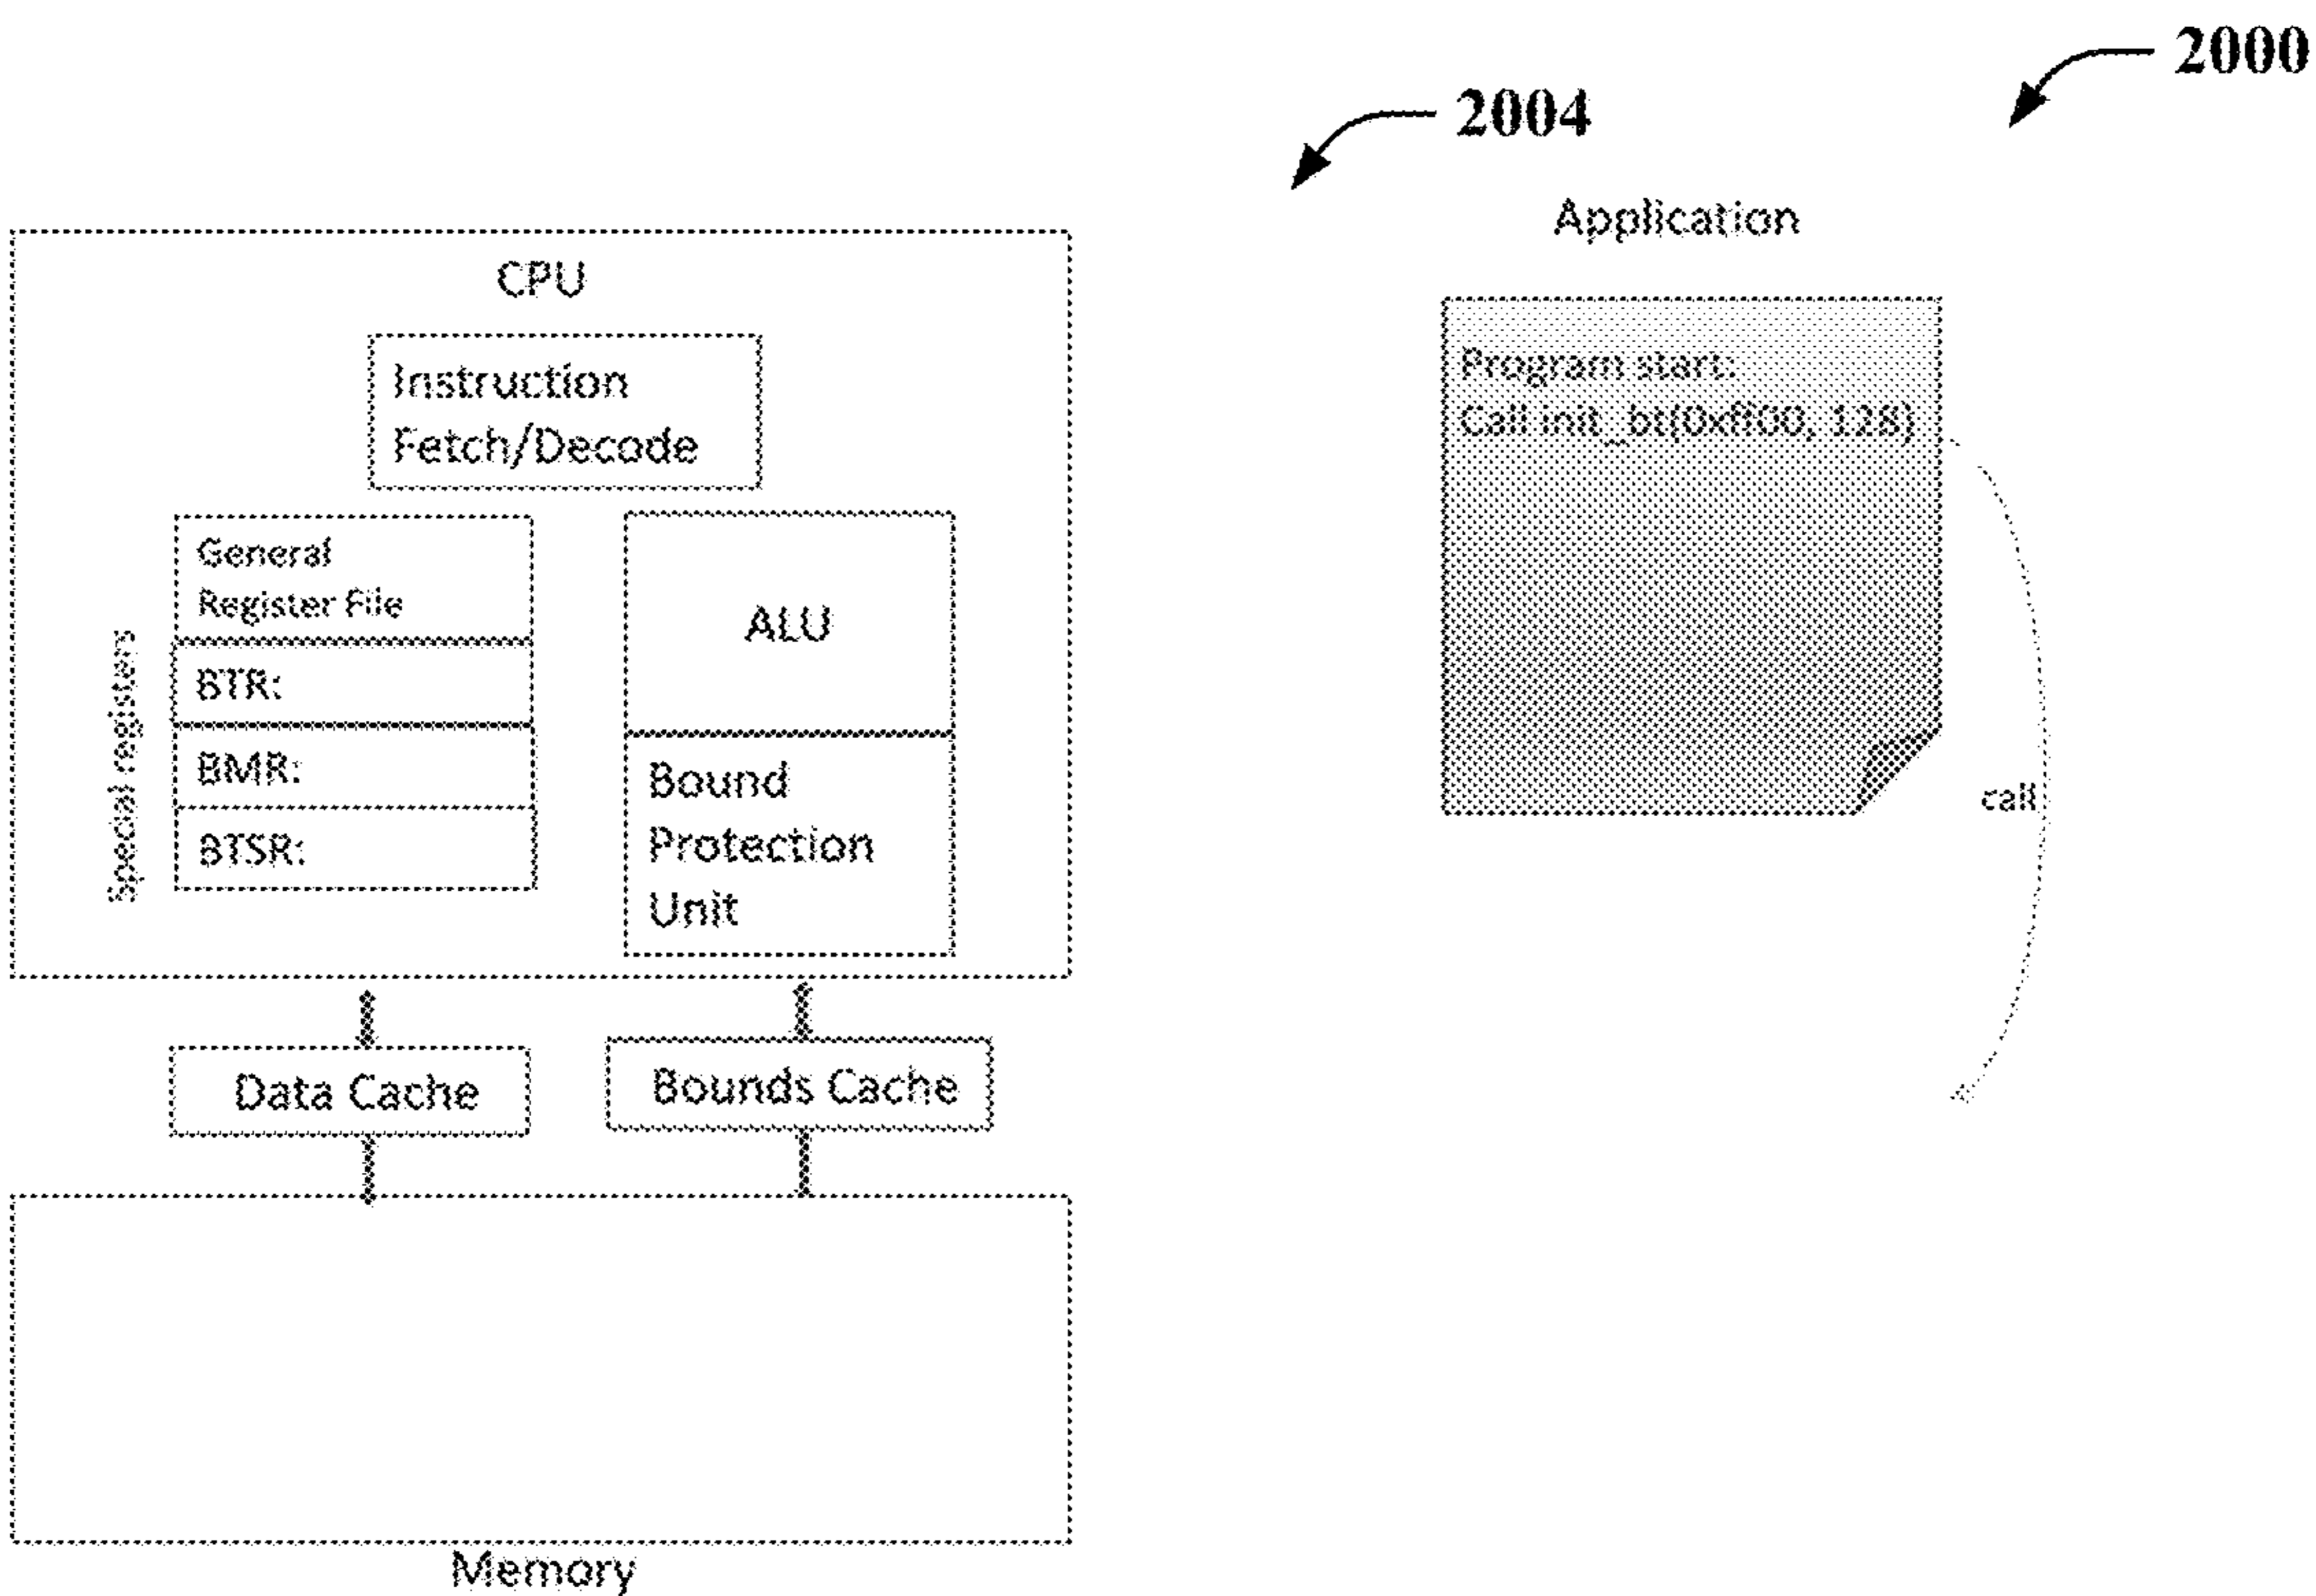 2000
2004
Application
CPU
Instruction
Fetch/Decode
General
Register File
Special registers
BTR:
BMR:
BTSR:
ALU
Bound
Protection
Unit
Program start:
Call init_bt(0xff00, 128)
call
Data Cache
Bounds Cache
Memory